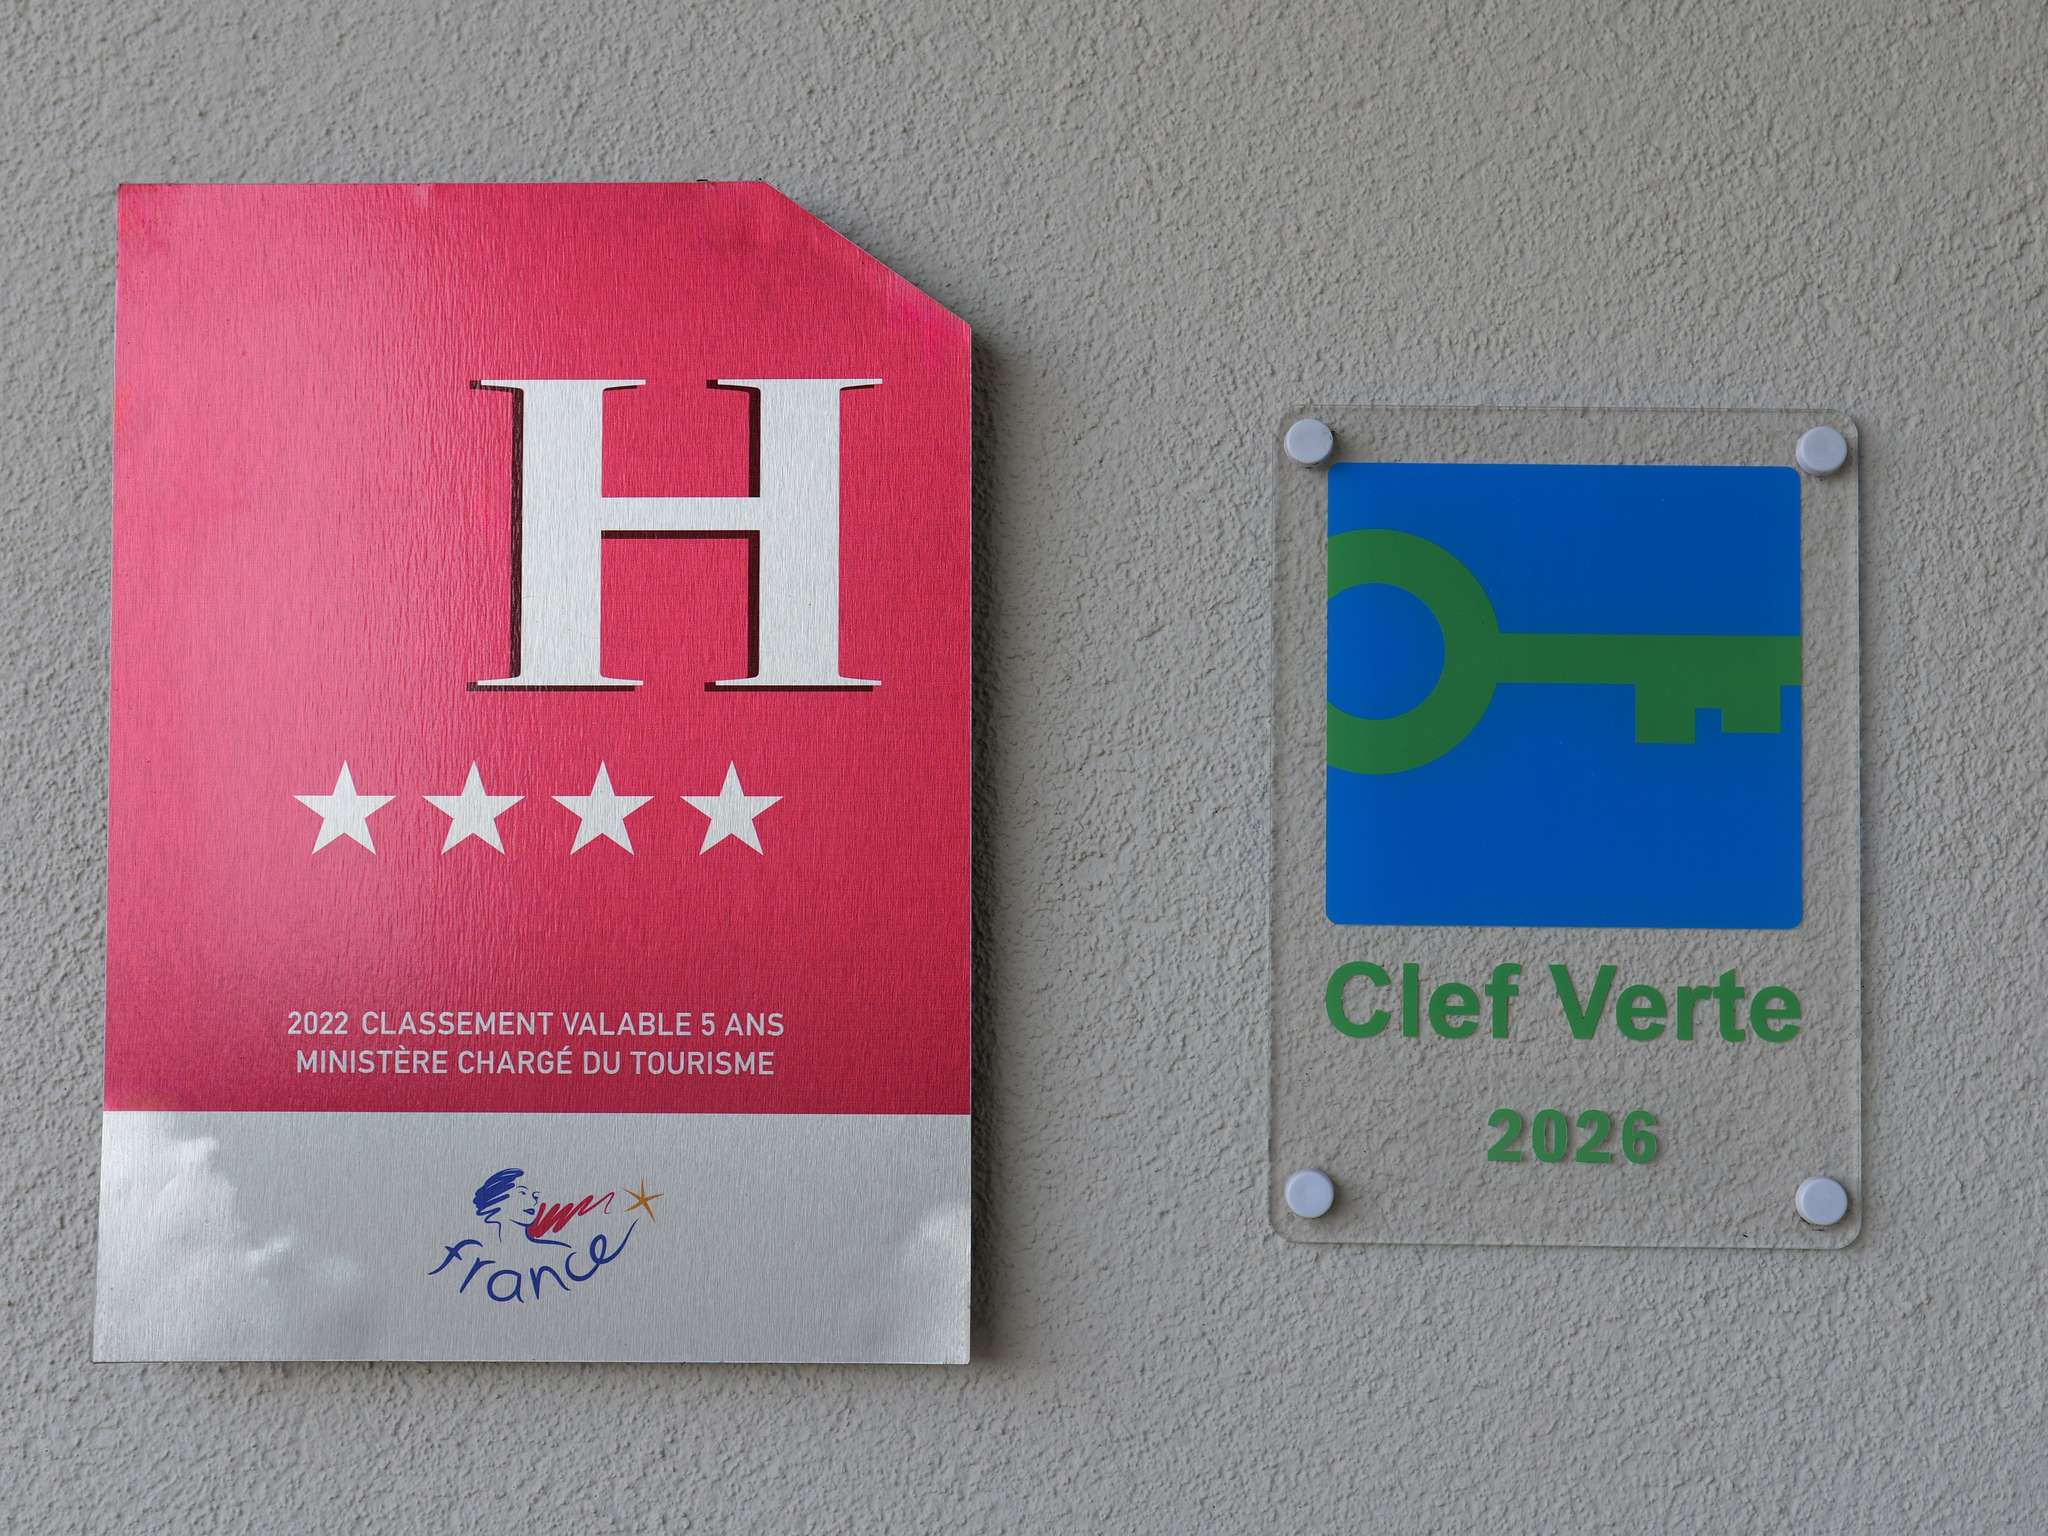 H
2022 CLASSEMENT VALABLE 5 ANS
MINISTÈRE CHARGÉ DU TOURISME
france
Clef Verte
2026